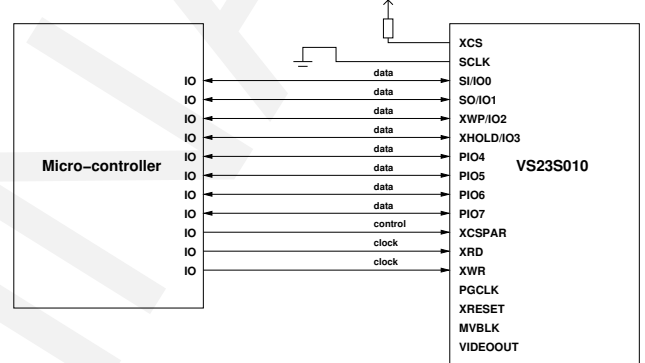 XCS
SCLK
IO data SI/IO0
IO data SO/IO1
IO data XWP/IO2
IO data XHOLD/IO3
IO data PIO4
Micro-controller VS23S010
IO data PIO5
IO data PIO6
IO data PIO7
IO control XCSPAR
IO clock XRD
IO clock XWR
PGCLK
XRESET
MVBLK
VIDEOOUT